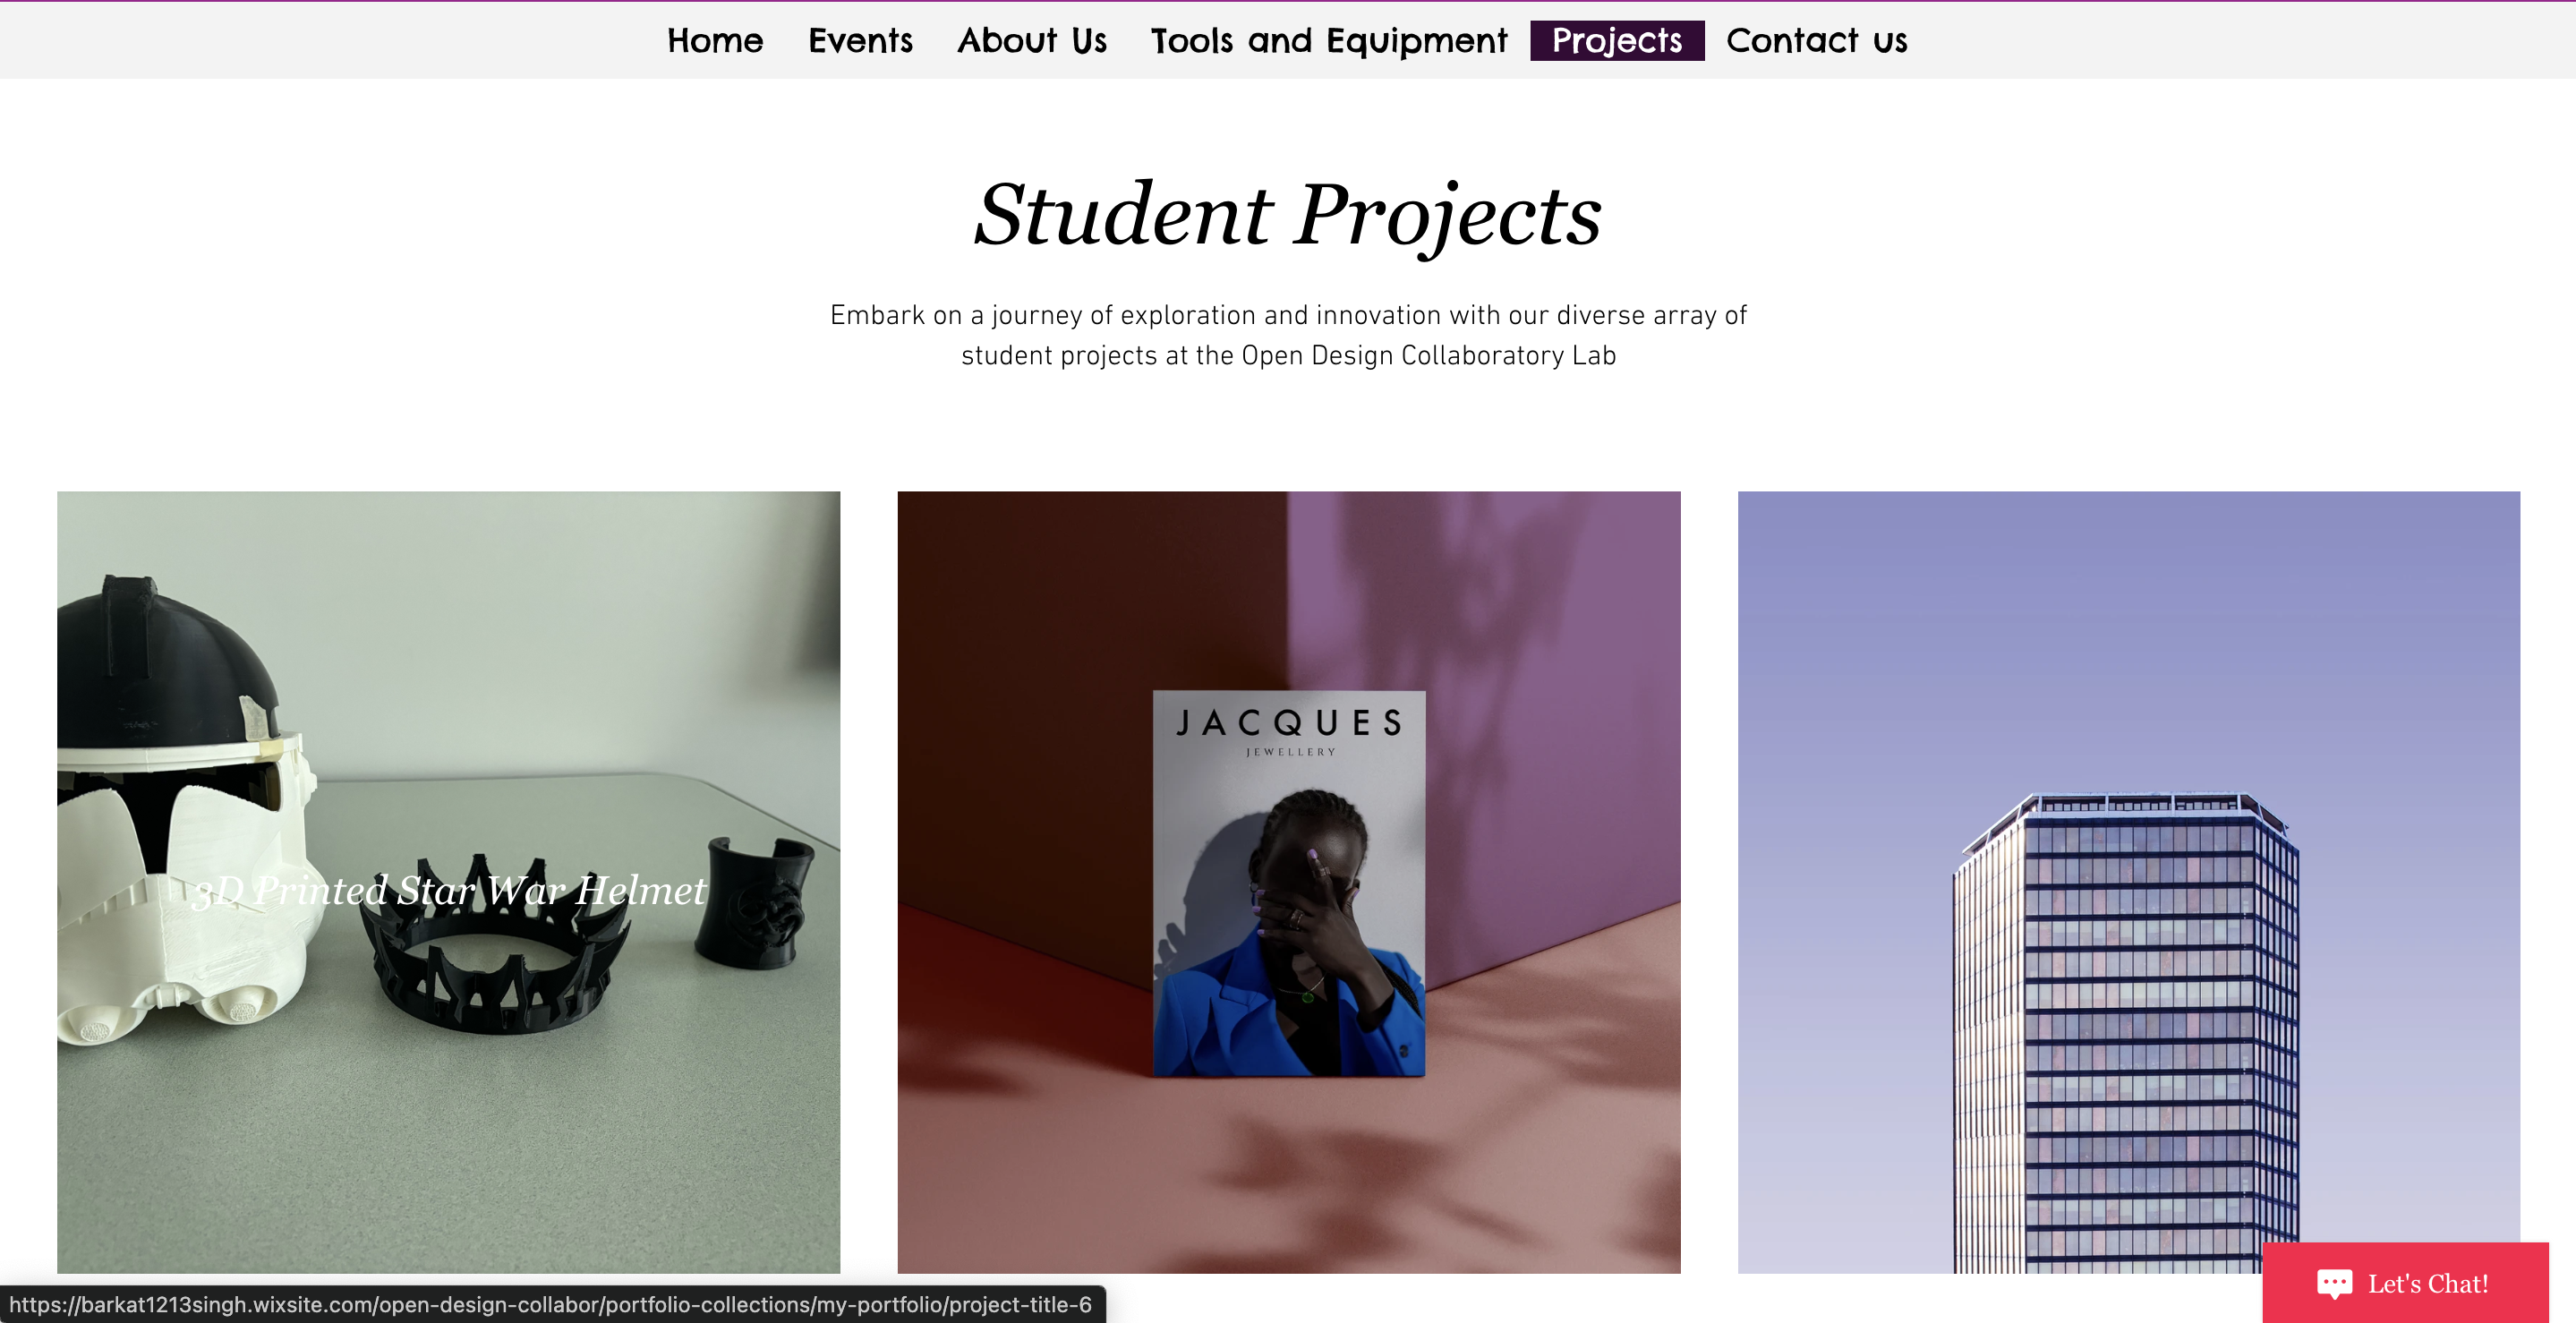 Home Events About Us Tools and Equipment Projects Contact us
Student Projects
Embark on a journey of exploration and innovation with our diverse array of
student projects at the Open Design Collaboratory Lab
3D Printed Star War Helmet
JACQUES
JEWELLERY
Let's Chat!
https://barkat1213singh.wixsite.com/open-design-collabor/portfolio-collections/my-portfolio/project-title-6